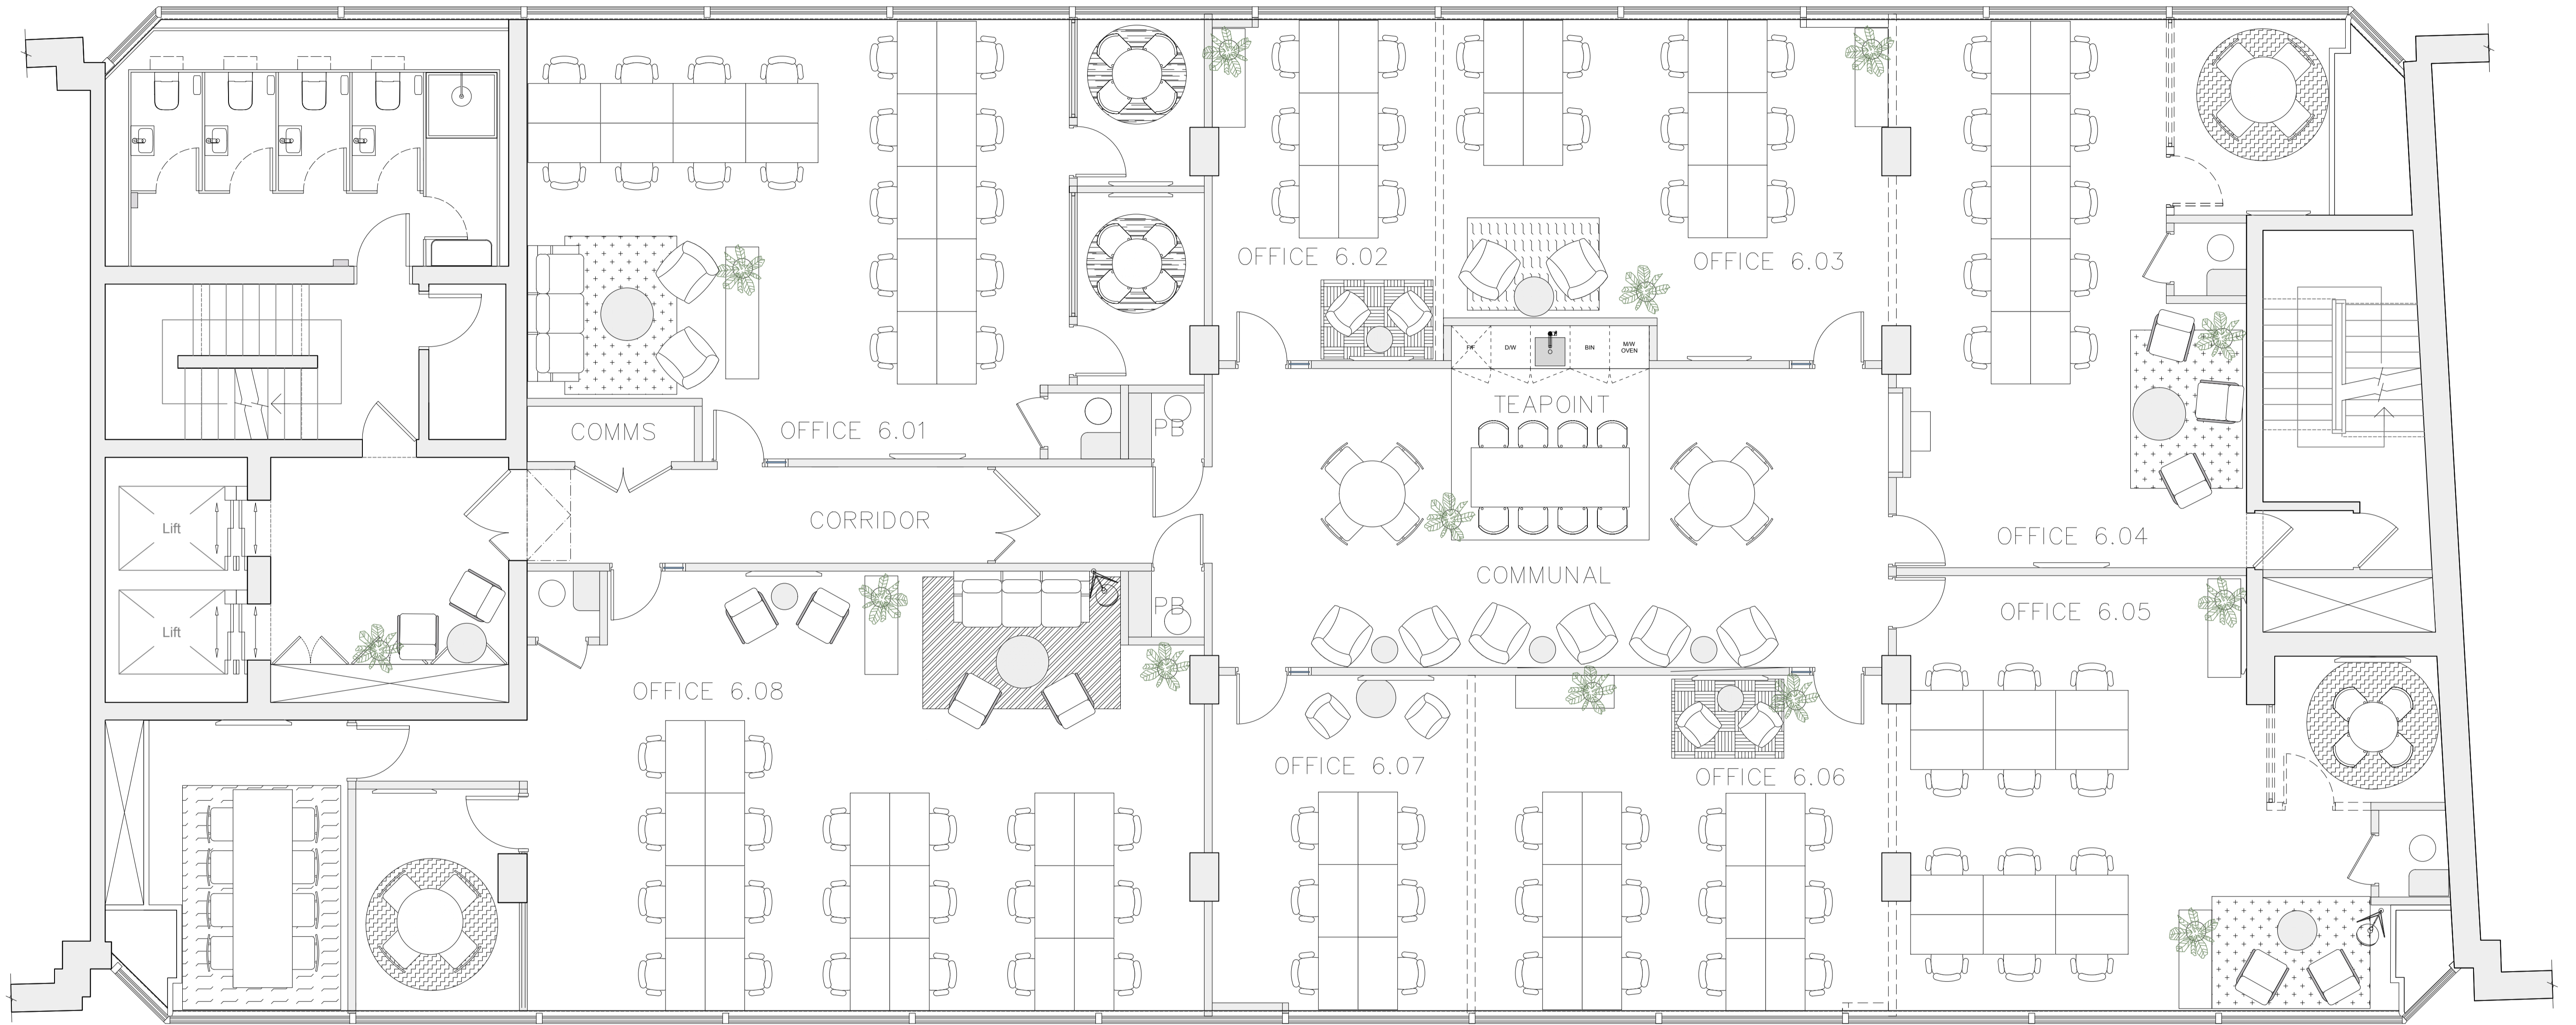 OFFICE 6.02
OFFICE 6.03
F/F
D/W
BIN
M/W
OVEN
TEAPOINT
COMMS
OFFICE 6.01
PB
Lift
CORRIDOR
OFFICE 6.04
COMMUNAL
Lift
PB
OFFICE 6.05
OFFICE 6.08
OFFICE 6.07
OFFICE 6.06